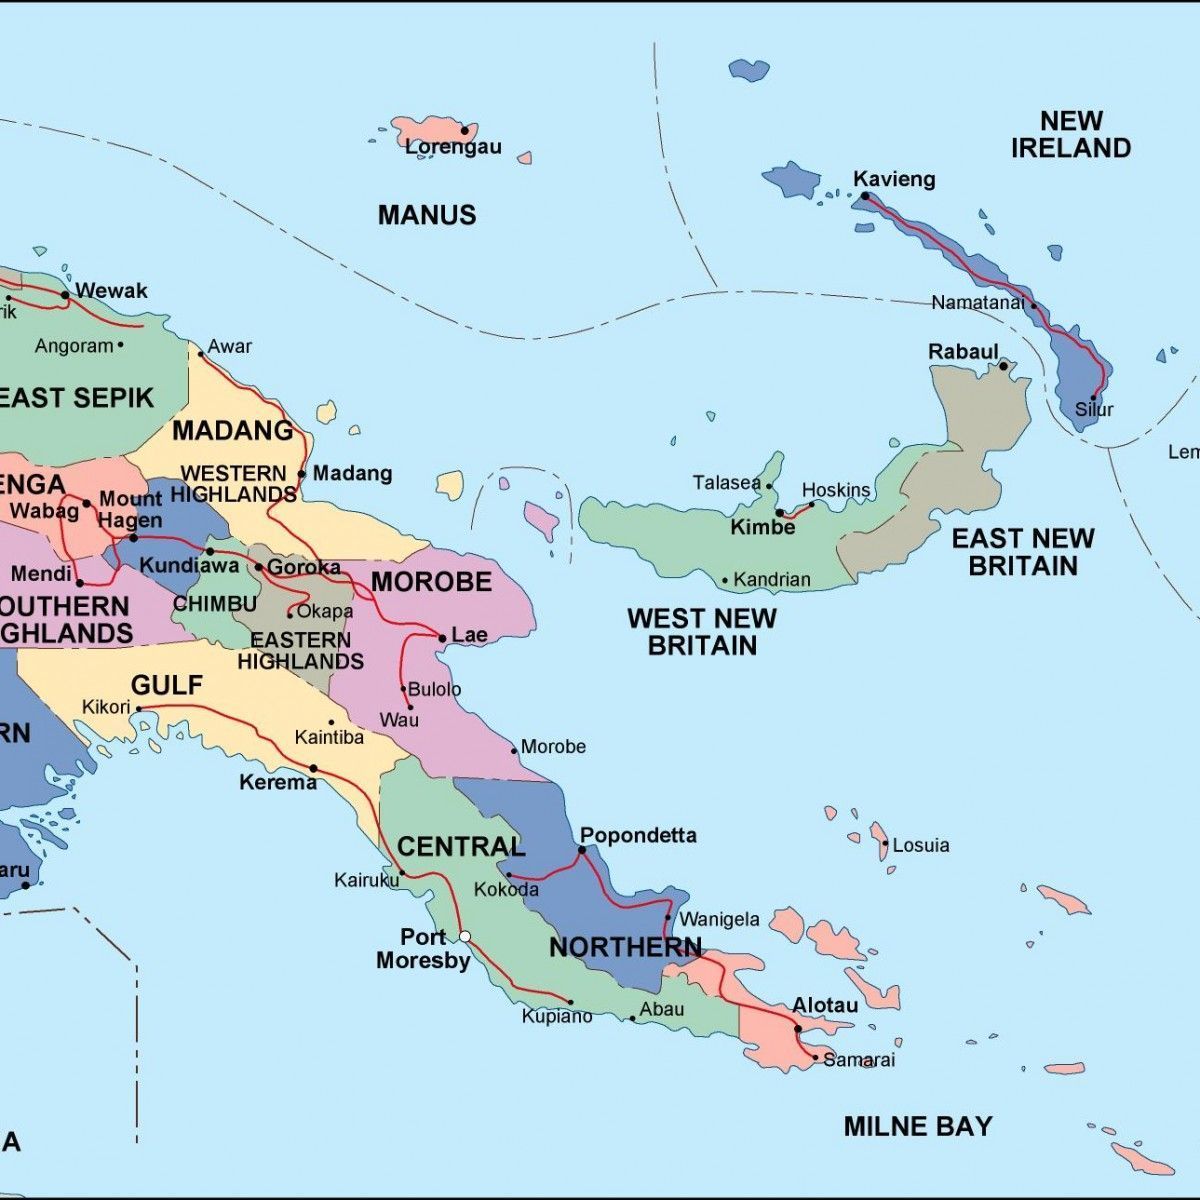 NEW
IRELAND
Lorengau
Kavieng
MANUS
Wewak
Namatanai
rik
Angoram
Awar
Rabaul
EAST SEPIK
Silur
MADANG
Lem
WESTERN
HIGHLANDS
Madang
ENGA
Wabag
Mount
Hagen
Talasea
Hoskins
Kimbe
EAST NEW
BRITAIN
Kundiawa
Goroka
Mendi
MOROBE
Kandrian
OUTHERN
GHLANDS
CHIMBU
Okapa
WEST NEW
BRITAIN
EASTERN
HIGHLANDS
Lae
GULF
Kikori
Bulolo
Wau
RN
Kaintiba
Morobe
Kerema
CENTRAL
Popondetta
Losuia
aru
Kairuku
Kokoda
Wanigela
Port
Moresby
NORTHERN
Kupiano
Abau
Alotau
Samarai
MILNE BAY
A